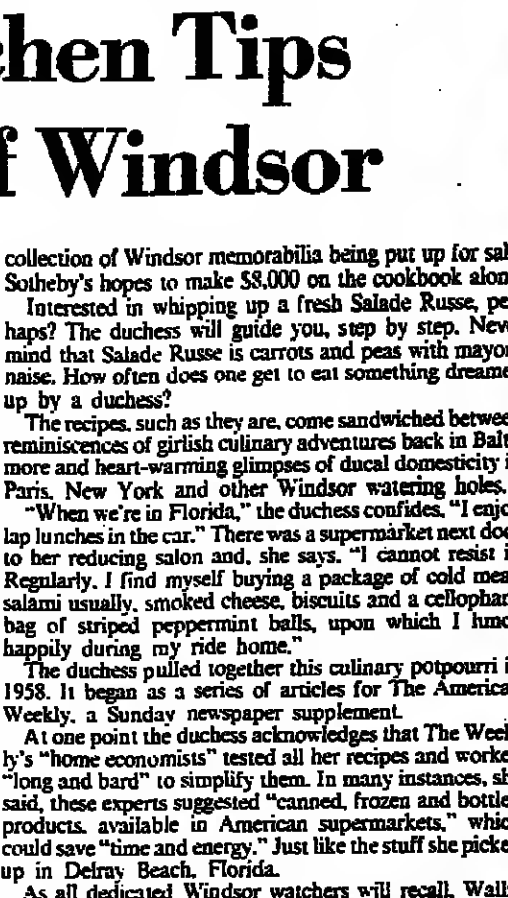 chen Tips
f Windsor
collection of Windsor memorabilia being put up for sal
Sotheby's hopes to make $8,000 on the cookbook alon
Interested in whipping up a fresh Salade Russe, pe
haps? The duchess will guide you, step by step. Nev
mind that Salade Russe is carrots and peas with mayon
naise. How often does one get to eat something dreame
up by a duchess?
The recipes, such as they are, come sandwiched betwee
reminiscences of girlish culinary adventures back in Balt
more and heart-warming glimpses of ducal domesticity i
Paris, New York and other Windsor watering holes.
"When we're in Florida," the duchess confides, "I enjo
lap lunches in the car." There was a supermarket next doo
to her reducing salon and, she says, "I cannot resist i
Regularly, I find myself buying a package of cold mea
salami usually, smoked cheese, biscuits and a cellophan
bag of striped peppermint balls, upon which I lunc
happily during my ride home."
The duchess pulled together this culinary potpourri i
1958. It began as a series of articles for The America
Weekly, a Sunday newspaper supplement.
At one point the duchess acknowledges that The Week
ly's "home economists" tested all her recipes and worke
"long and hard" to simplify them. In many instances, sh
said, these experts suggested "canned, frozen and bottle
products, available in American supermarkets," whic
could save "time and energy." Just like the stuff she picke
up in Delray Beach, Florida.
As all dedicated Windsor watchers will recall, Wall